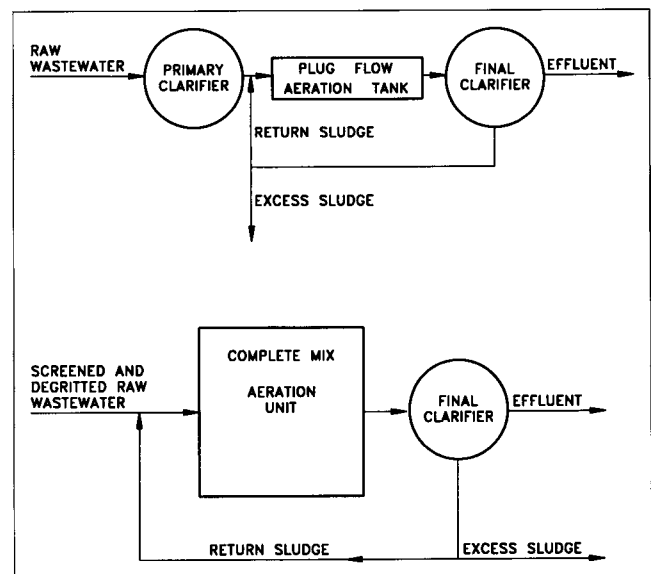 RAW
WASTEWATER
PRIMARY
CLARIFIER
PLUG FLOW
AERATION TANK
FINAL
CLARIFIER
EFFLUENT
RETURN SLUDGE
EXCESS SLUDGE
SCREENED AND
DEGRITTED RAW
WASTEWATER
COMPLETE MIX
AERATION
UNIT
FINAL
CLARIFIER
EFFLUENT
RETURN SLUDGE
EXCESS SLUDGE